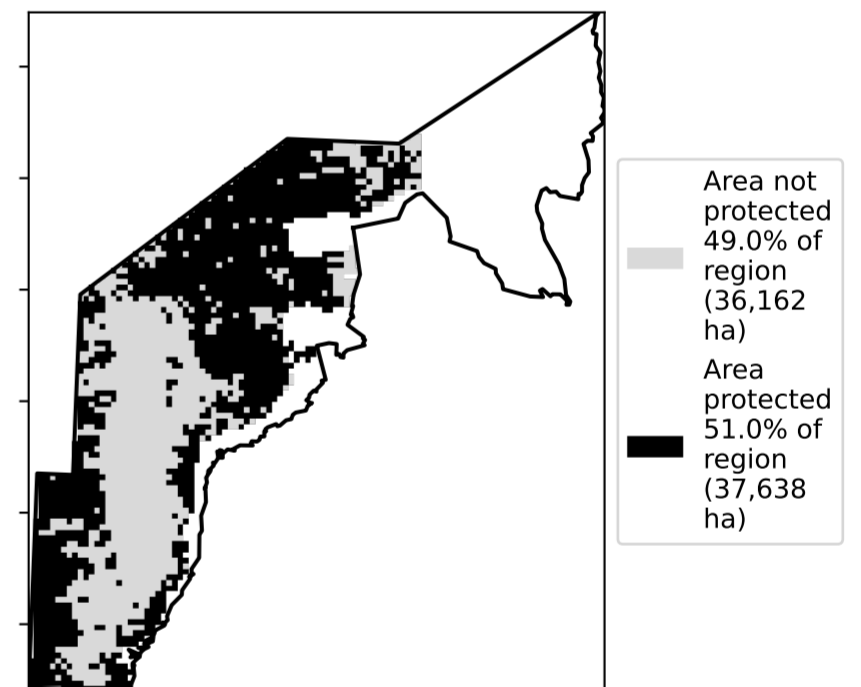 Area not
protected
49.0% of
region
(36,162
ha)
Area
protected
51.0% of
region
(37,638
ha)